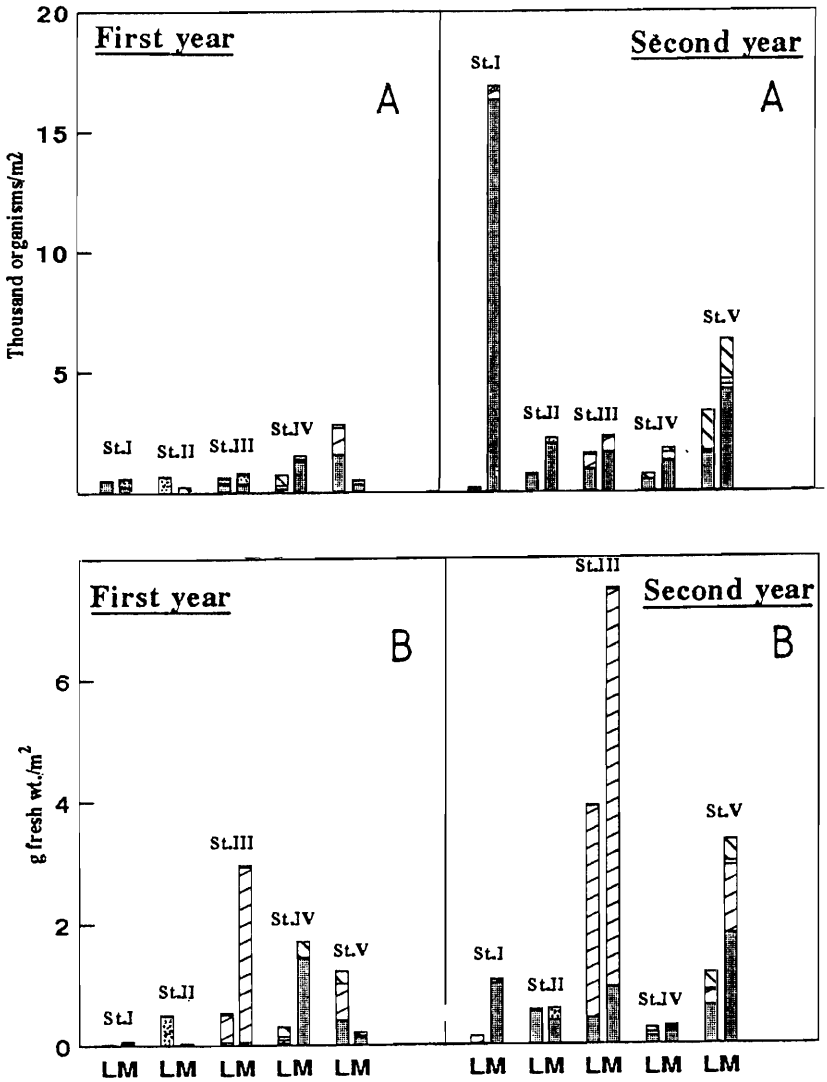 20
15
10
5
Thousand organisms/m2
First year
A
St.I
St.II
St.III
St.IV
Second year
A
St.I
St.II
St.III
St.IV
St.V
6
4
2
0
g fresh wt./m²
First year
B
St.I
St.II
St.III
St.IV
St.V
LM LM LM LM LM
Second year
B
St.I
St.II
St.III
St.IV
St.V
LM LM LM LM LM